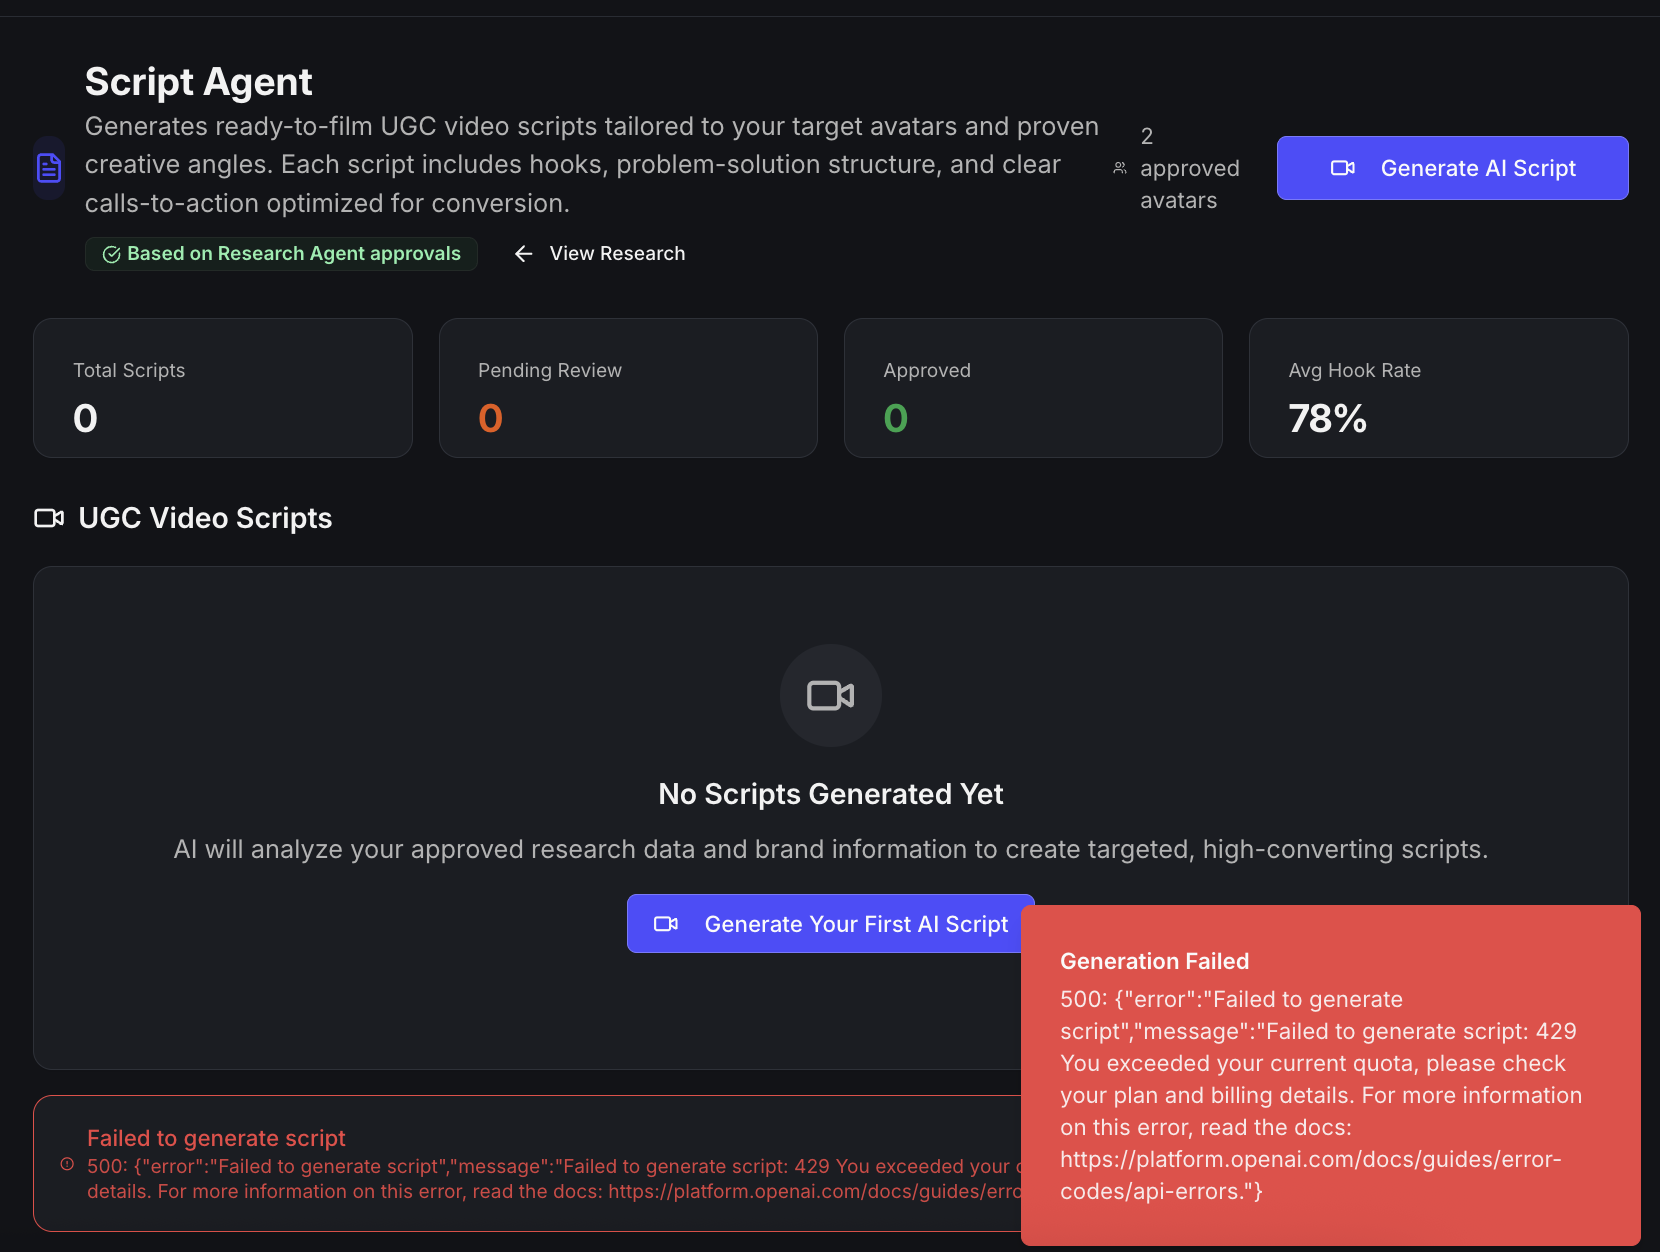 Script Agent
Generates ready-to-film UGC video scripts tailored to your target avatars and proven
creative angles. Each script includes hooks, problem-solution structure, and clear
calls-to-action optimized for conversion.
Based on Research Agent approvals
View Research
2
approved
avatars
Generate AI Script
Total Scripts
0
Pending Review
0
Approved
0
Avg Hook Rate
78%
UGC Video Scripts
No Scripts Generated Yet
AI will analyze your approved research data and brand information to create targeted, high-converting scripts.
Generate Your First AI Script
Failed to generate script
500: {"error":"Failed to generate script","message":"Failed to generate script: 429 You exceeded your
details. For more information on this error, read the docs: https://platform.openai.com/docs/guides/erro
Generation Failed
500: {"error":"Failed to generate
script","message":"Failed to generate script: 429
You exceeded your current quota, please check
your plan and billing details. For more information
on this error, read the docs:
https://platform.openai.com/docs/guides/error-
codes/api-errors."}